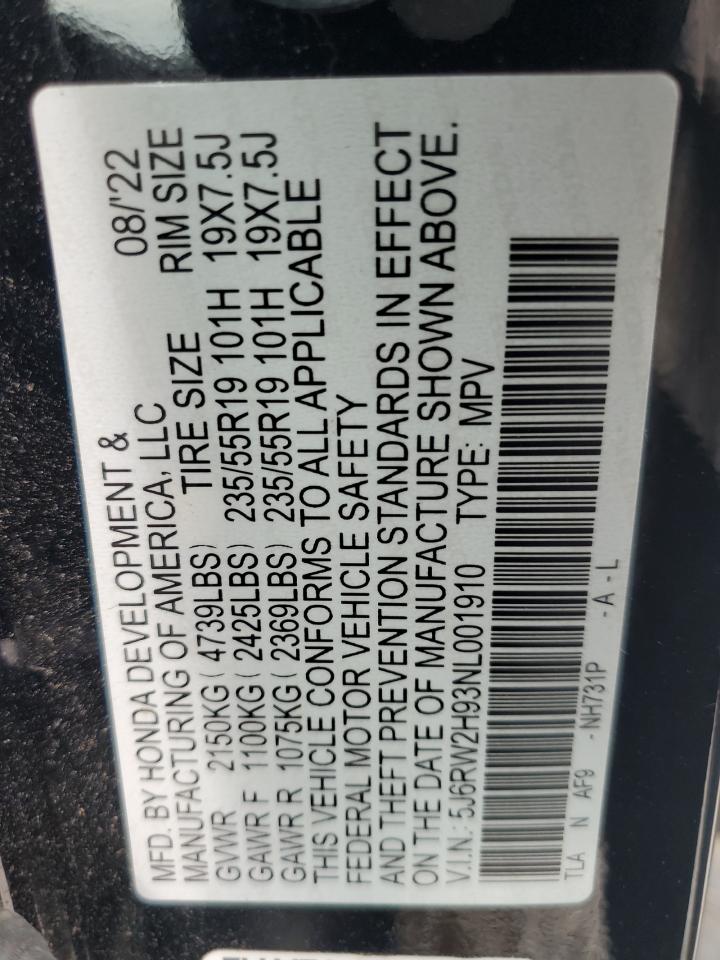 MFD. BY HONDA DEVELOPMENT & 08/'22
MANUFACTURING OF AMERICA, LLC
TIRE SIZE RIM SIZE
GVWR 2150KG ( 4739LBS)
GAWR F 1100KG ( 2425LBS) 235/55R19 101H 19X7.5J
GAWR R 1075KG ( 2369LBS) 235/55R19 101H 19X7.5J
THIS VEHICLE CONFORMS TO ALL APPLICABLE
FEDERAL MOTOR VEHICLE SAFETY
AND THEFT PREVENTION STANDARDS IN EFFECT
ON THE DATE OF MANUFACTURE SHOWN ABOVE.
V.I.N.: 5J6RW2H93NL001910 TYPE: MPV
TLA N AF9 -NH731P -A-L